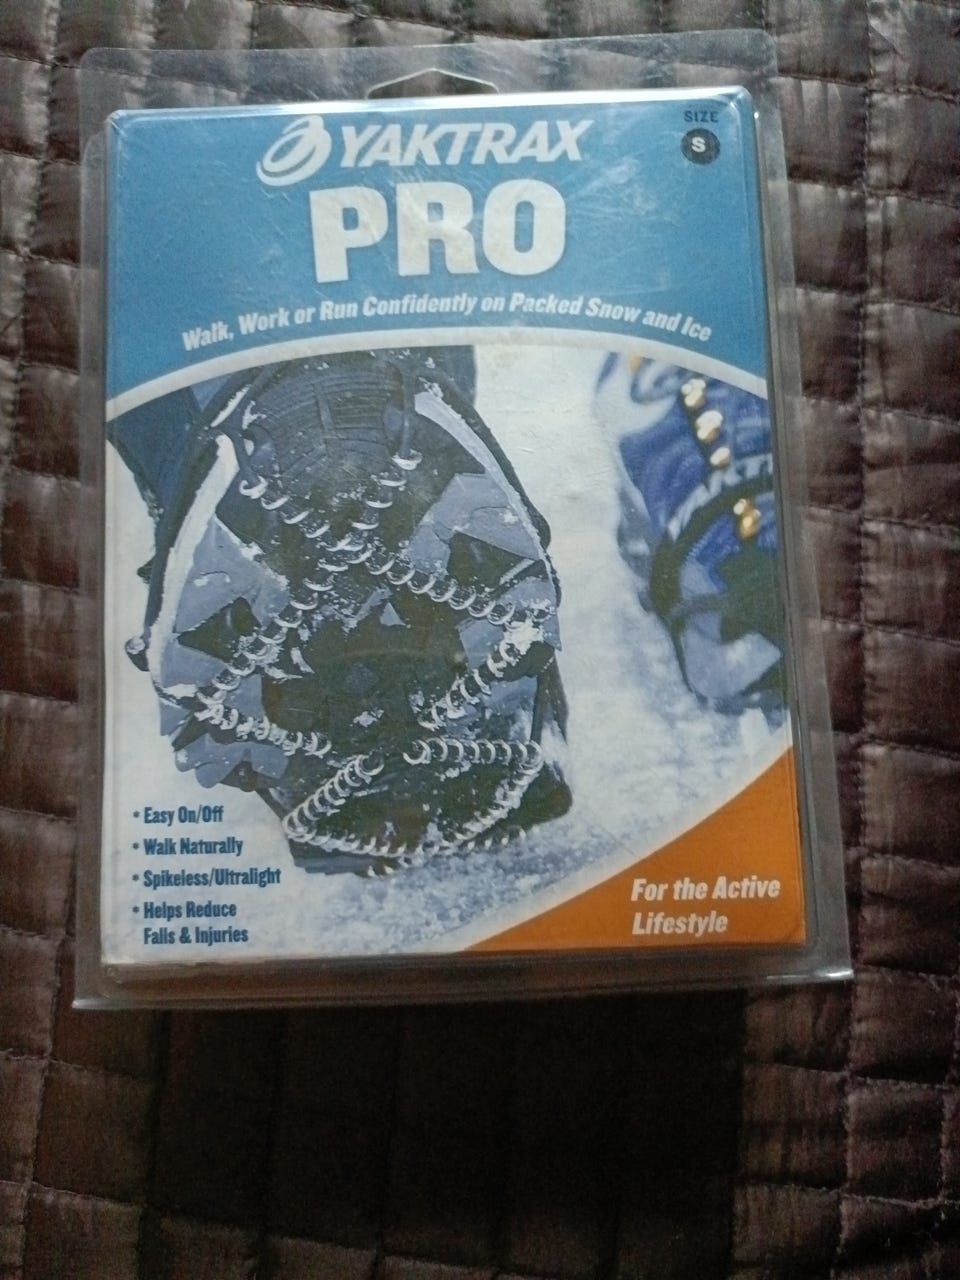 YAKTRAX
SIZE
S
PRO
Walk, Work or Run Confidently on Packed Snow and Ice
• Easy On/Off
• Walk Naturally
• Spikeless/Ultralight
• Helps Reduce
Falls & Injuries
For the Active
Lifestyle